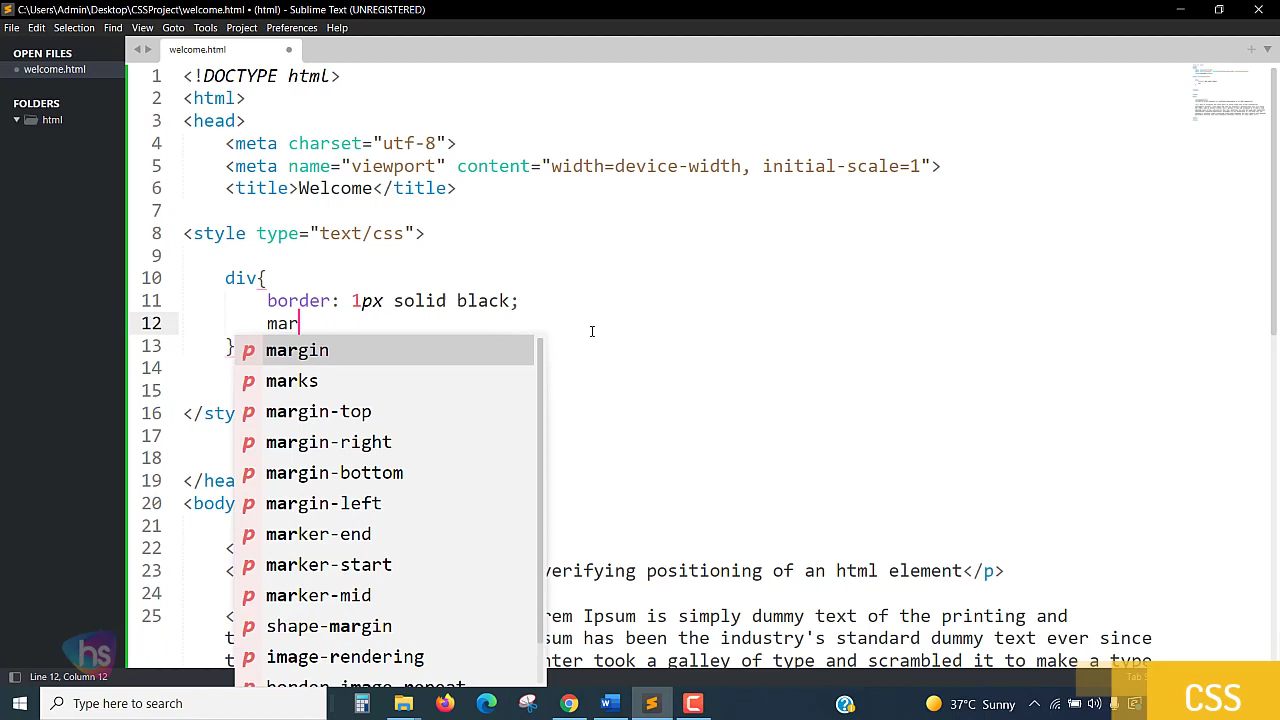 C:\Users\Admin\Desktop\CSSProject\welcome.html • (html) - Sublime Text (UNREGISTERED)
File Edit Selection Find View Goto Tools Project Preferences Help
OPEN FILES
welcome.html
FOLDERS
html
welcome.html
1 <!DOCTYPE html>
2 <html>
3 <head>
4 <meta charset="utf-8">
5 <meta name="viewport" content="width=device-width, initial-scale=1">
6 <title>Welcome</title>
7
8 <style type="text/css">
9
10 div{
11 border: 1px solid black;
12 mar
13 }
14
15
16 </sty
17
18
19 </hea
20 <body
21
22 <
23 < verifying positioning of an html element</p>
24
25 < rem Ipsum is simply dummy text of the printing and
t sum has been the industry's standard dummy text ever since
t nter took a galley of type and scrambled it to make a type
p margin
p marks
p margin-top
p margin-right
p margin-bottom
p margin-left
p marker-end
p marker-start
p marker-mid
p shape-margin
p image-rendering
border-image-repeat
hs
Line 12, Column 12
Tab S
CSS
Type here to search
37°C Sunny